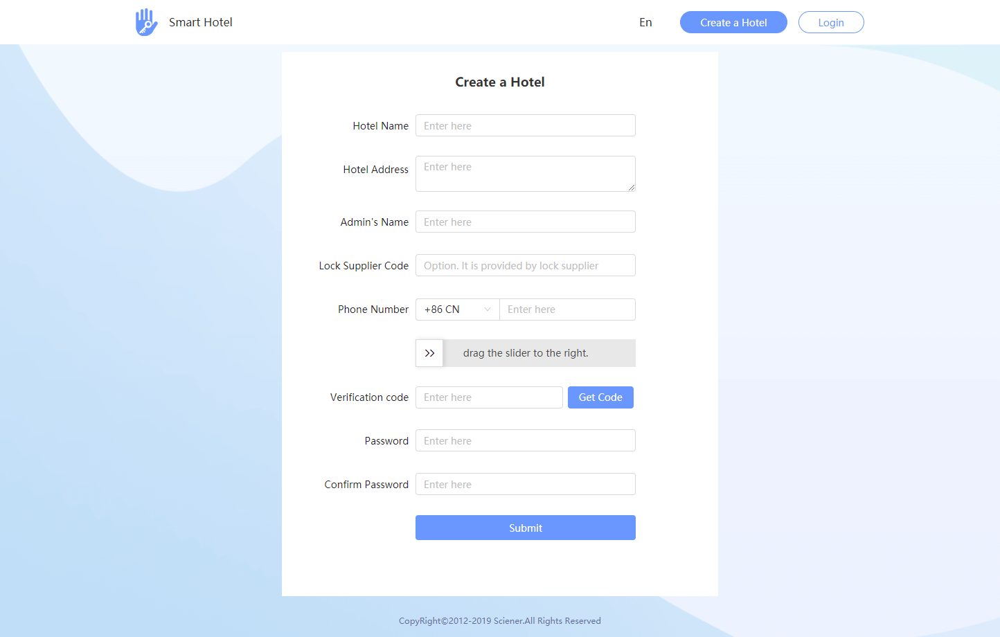 Smart Hotel
En
Create a Hotel
Login
Create a Hotel
Hotel Name
Enter here
Hotel Address
Enter here
Admin's Name
Enter here
Lock Supplier Code
Option. It is provided by lock supplier
Phone Number
+86 CN
Enter here
drag the slider to the right.
Verification code
Enter here
Get Code
Password
Enter here
Confirm Password
Enter here
Submit
CopyRight©2012-2019 Sciener.All Rights Reserved